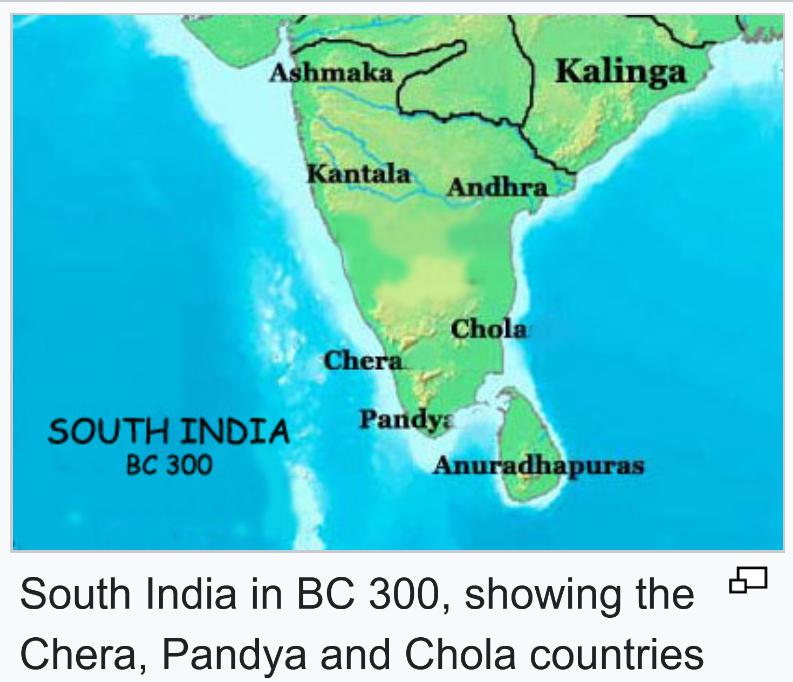 Ashmaka
Kalinga
Kantala
Andhra
Chola
Chera
Pandya
SOUTH INDIA
BC 300
Anuradhapuras
South India in BC 300, showing the
Chera, Pandya and Chola countries